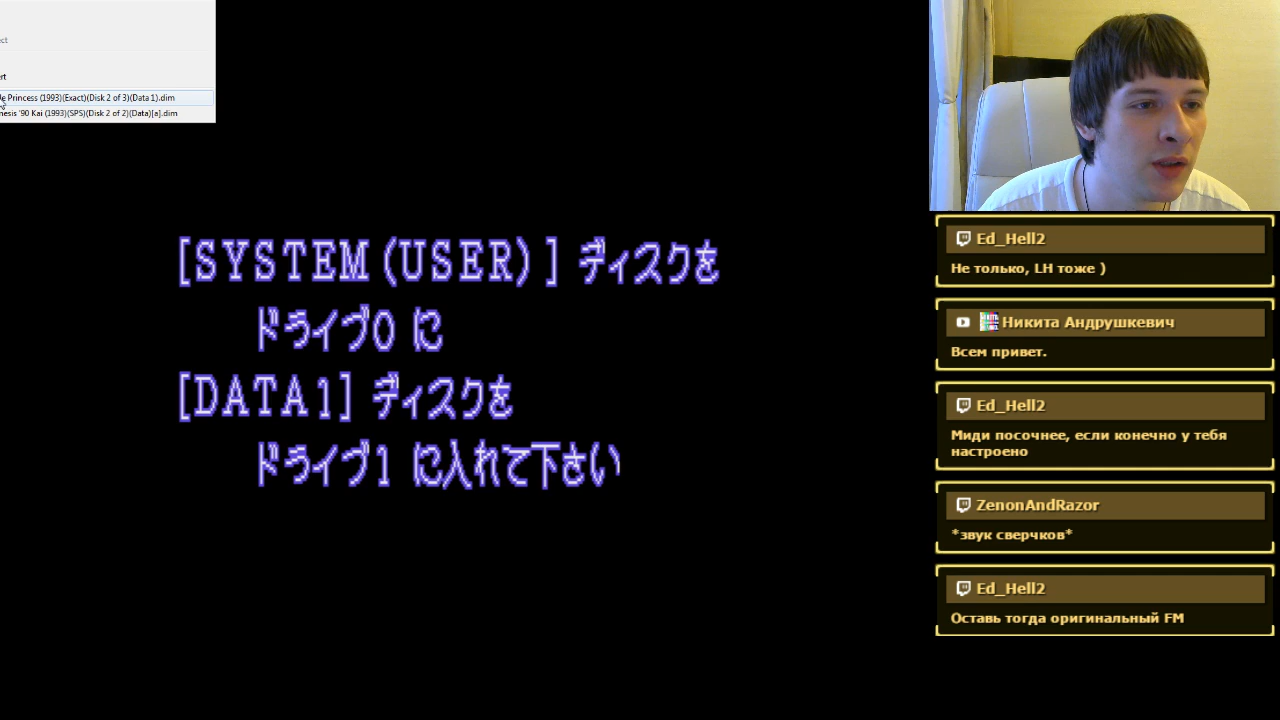 ect
ert
le Princess (1993)(Exact)(Disk 2 of 3)(Data 1).dim
nesis '90 Kai (1993)(SPS)(Disk 2 of 2)(Data)[a].dim
[SYSTEM(USER)] ディスクを
ドライブ0 に
[DATA1] ディスクを
ドライブ1 に入れて下さい
Ed_Hell2
Не только, LH тоже )
Никита Андрушкевич
Всем привет.
Ed_Hell2
Миди посочнее, если конечно у тебя
настроено
ZenonAndRazor
*звук сверчков*
Ed_Hell2
Оставь тогда оригинальный FM